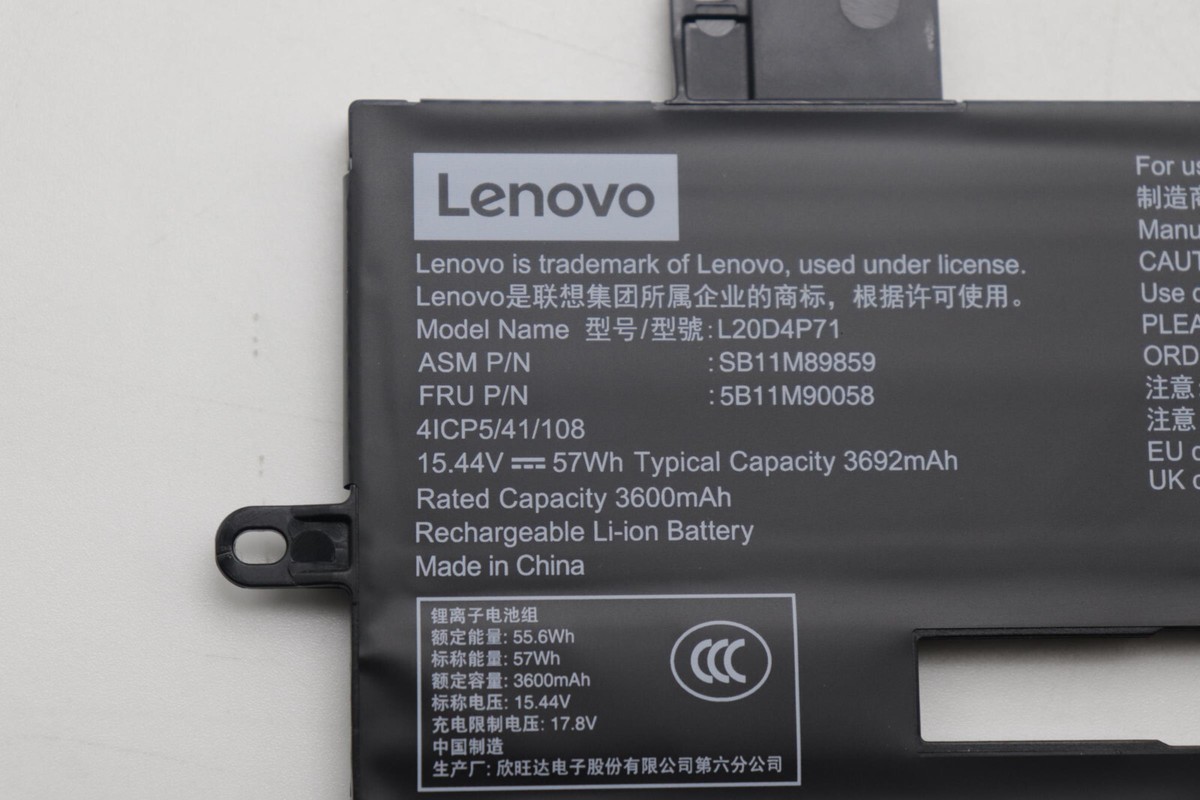 Lenovo
Lenovo is trademark of Lenovo, used under license.
Lenovo是联想集团所属企业的商标，根据许可使用。
Model Name 型号/型號:L20D4P71
ASM P/N :SB11M89859
FRU P/N :5B11M90058
4ICP5/41/108
15.44V ⎓ 57Wh Typical Capacity 3692mAh
Rated Capacity 3600mAh
Rechargeable Li-ion Battery
Made in China
锂离子电池组
额定能量: 55.6Wh
标称能量: 57Wh
额定容量: 3600mAh
标称电压: 15.44V
充电限制电压: 17.8V
中国制造
生产厂: 欣旺达电子股份有限公司第六分公司
CCC
For us
制造商
Manu
CAUT
Use
PLEA
ORD
注意
注意
EU
UK